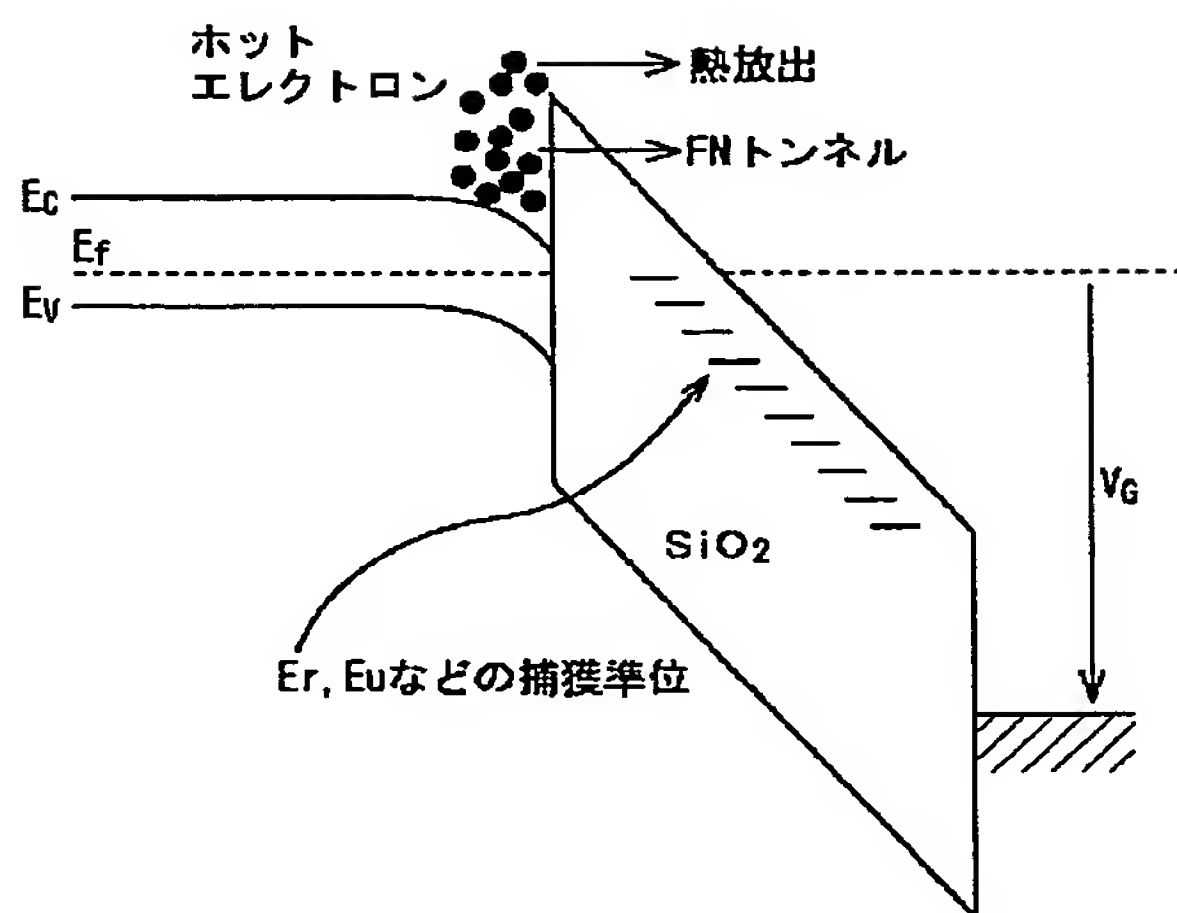 ホット
エレクトロン
熱放出
FNトンネル
Ec
Ef
Ev
VG
SiO2
Er, Euなどの捕獲準位